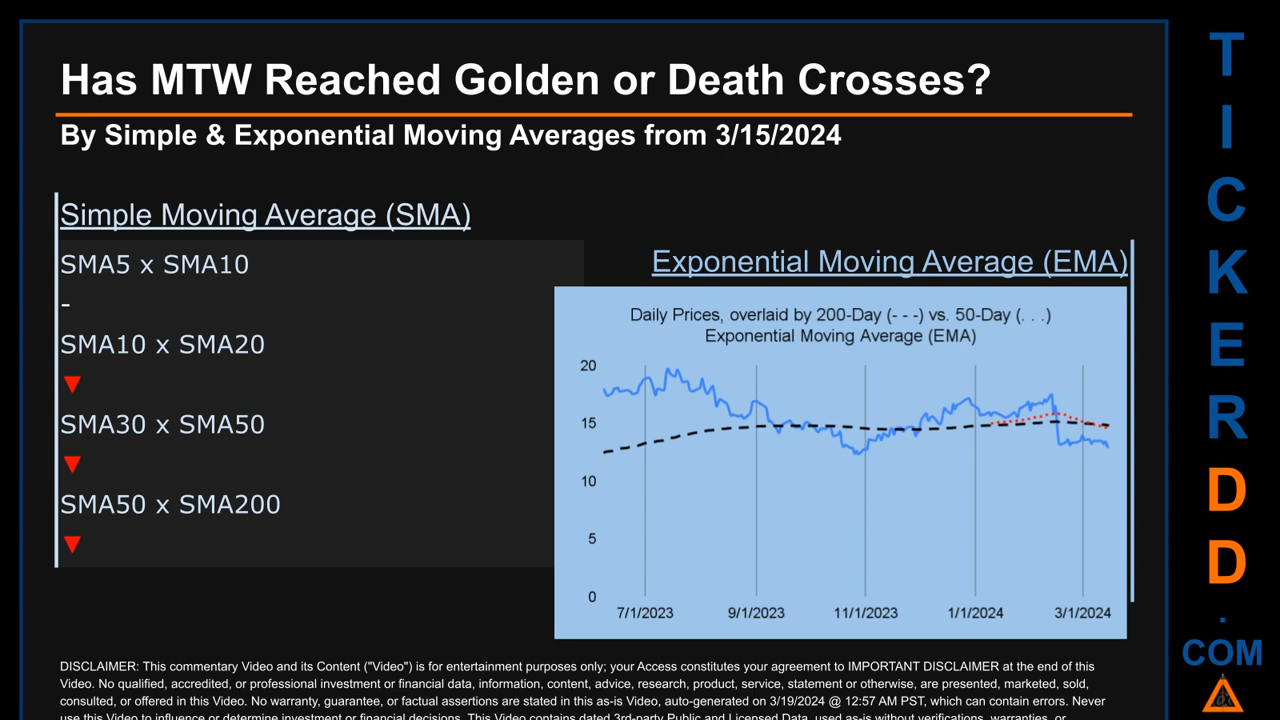 Has MTW Reached Golden or Death Crosses?
By Simple & Exponential Moving Averages from 3/15/2024
Simple Moving Average (SMA)
SMA5 x SMA10
-
SMA10 x SMA20
▼
SMA30 x SMA50
▼
SMA50 x SMA200
▼
Exponential Moving Average (EMA)
Daily Prices, overlaid by 200-Day (- - -) vs. 50-Day (. . .)
Exponential Moving Average (EMA)
20
15
10
5
0
7/1/2023 9/1/2023 11/1/2023 1/1/2024 3/1/2024
DISCLAIMER: This commentary Video and its Content ("Video") is for entertainment purposes only; your Access constitutes your agreement to IMPORTANT DISCLAIMER at the end of this
Video. No qualified, accredited, or professional investment or financial data, information, content, advice, research, product, service, statement or otherwise, are presented, marketed, sold,
consulted, or offered in this Video. No warranty, guarantee, or factual assertions are stated in this as-is Video, auto-generated on 3/19/2024 @ 12:57 AM PST, which can contain errors. Never
use this Video to influence or determine investment or financial decisions. This Video contains dated 3rd-party Public and Licensed Data, used as-is without verifications, warranties, or
T
I
C
K
E
R
D
D
.
COM